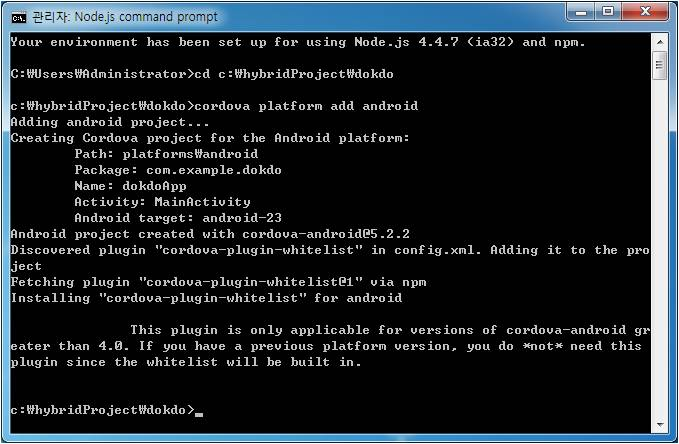 관리자: Node.js command prompt
Your environment has been set up for using Node.js 4.4.7 (ia32) and npm.
C:₩Users₩Administrator>cd c:₩hybridProject₩dokdo
c:₩hybridProject₩dokdo>cordova platform add android
Adding android project...
Creating Cordova project for the Android platform:
Path: platforms₩android
Package: com.example.dokdo
Name: dokdoApp
Activity: MainActivity
Android target: android-23
Android project created with cordova-android@5.2.2
Discovered plugin "cordova-plugin-whitelist" in config.xml. Adding it to the pro
ject
Fetching plugin "cordova-plugin-whitelist@1" via npm
Installing "cordova-plugin-whitelist" for android
This plugin is only applicable for versions of cordova-android gr
eater than 4.0. If you have a previous platform version, you do *not* need this
plugin since the whitelist will be built in.
c:₩hybridProject₩dokdo>_